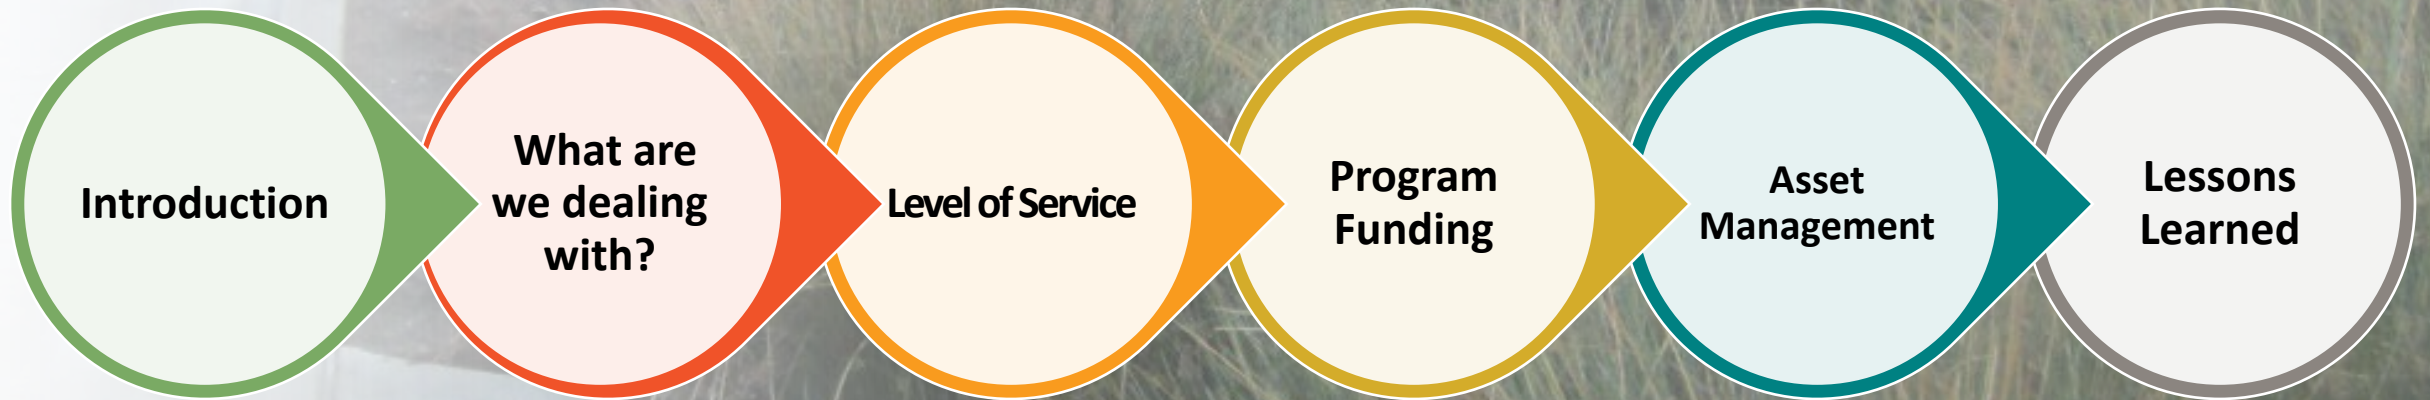 Introduction
What are
we dealing
with?
Level of Service
Program
Funding
Asset
Management
Lessons
Learned